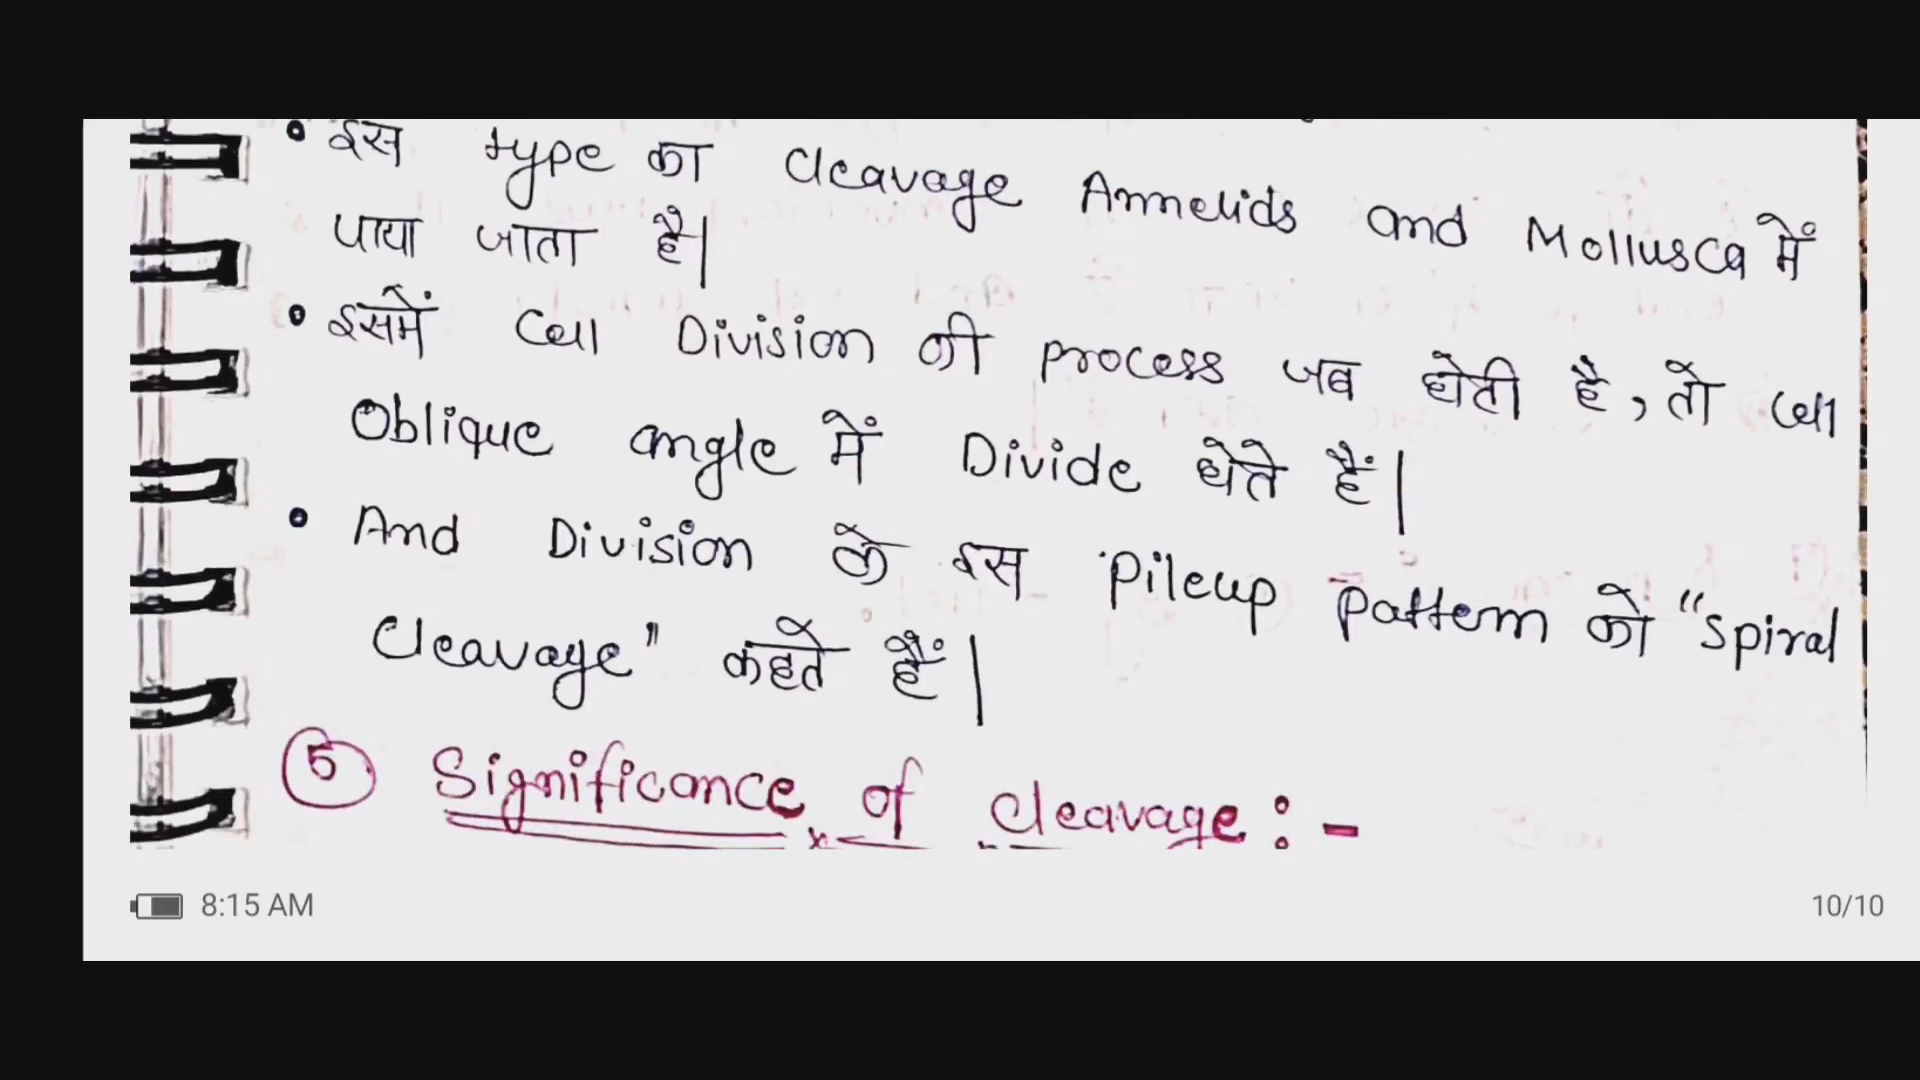 • इस type का Cleavage Annelids and Mollusca में
पाया जाता है|
• इसमें Cell Division की process जब होती है, तो Cell
Oblique angle में Divide होते हैं|
• And Division के इस Pileup Pattern को "Spiral
Cleavage" कहते हैं|
5 Significance of Cleavage :-
8:15 AM
10/10